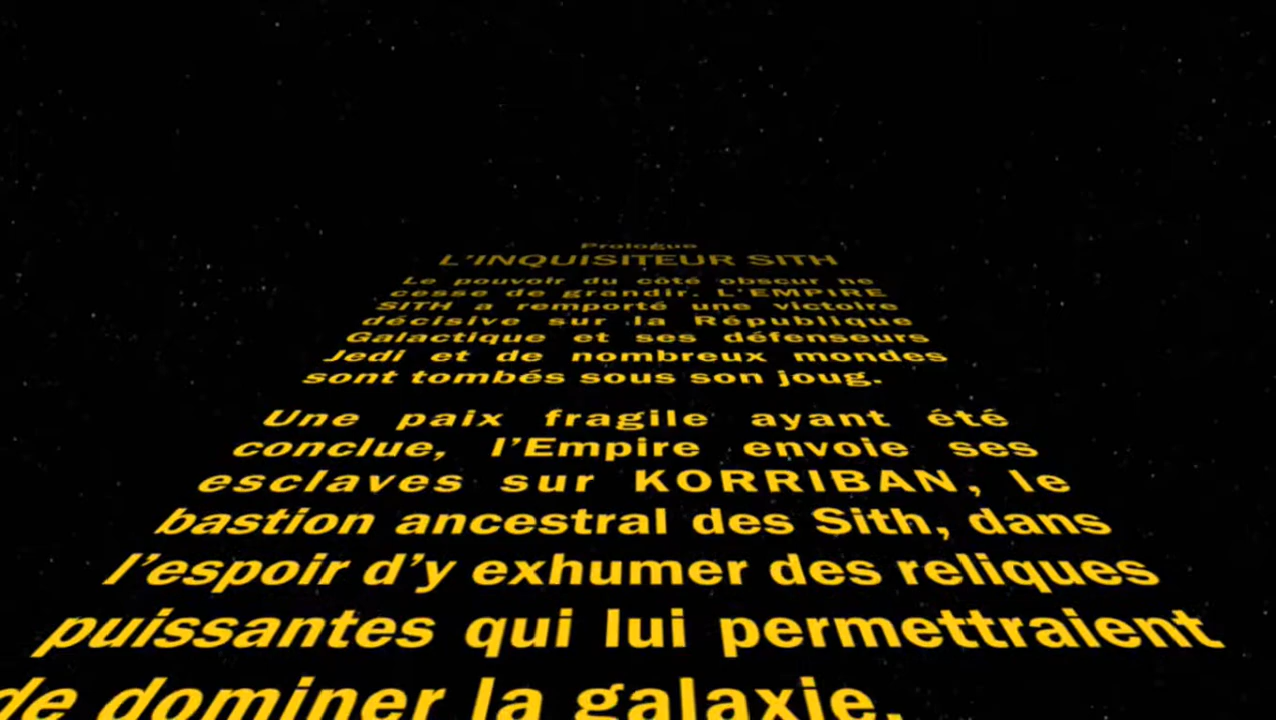 Prologue
L'INQUISITEUR SITH
Le pouvoir du côté obscur ne
cesse de grandir. L'EMPIRE
SITH a remporté une victoire
décisive sur la République
Galactique et ses défenseurs
Jedi et de nombreux mondes
sont tombés sous son joug.
Une paix fragile ayant été
conclue, l'Empire envoie ses
esclaves sur KORRIBAN, le
bastion ancestral des Sith, dans
l'espoir d'y exhumer des reliques
puissantes qui lui permettraient
de dominer la galaxie.